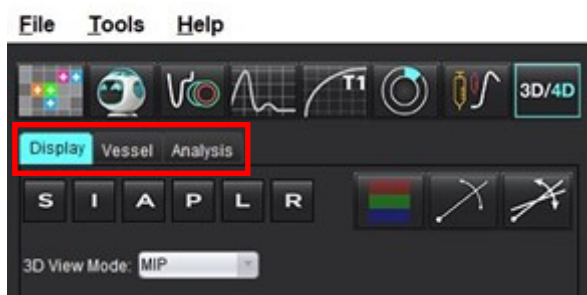 File Tools Help
T1 3D/4D
Display Vessel Analysis
S I A P L R
3D View Mode: MIP